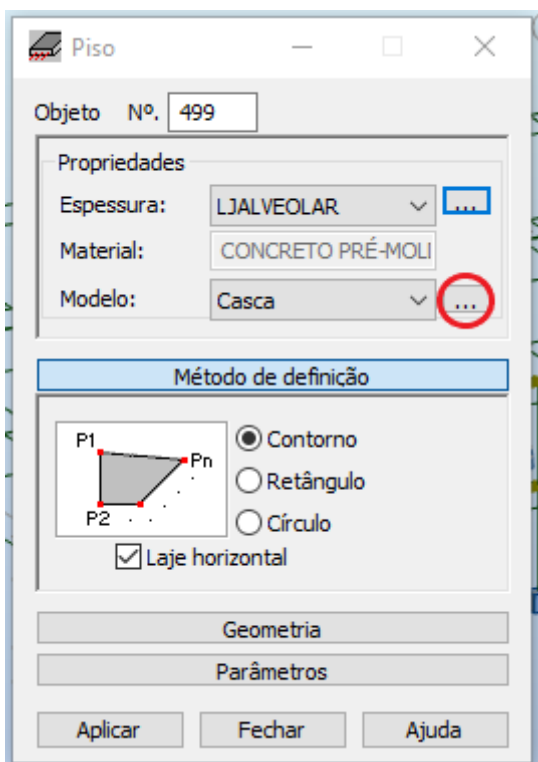 Piso
Objeto Nº. 499
Propriedades
Espessura: LJALVEOLAR ...
Material: CONCRETO PRÉ-MOLI
Modelo: Casca ...
Método de definição
P1
Pn
P2 . . .
Contorno
Retângulo
Círculo
Laje horizontal
Geometria
Parâmetros
Aplicar Fechar Ajuda